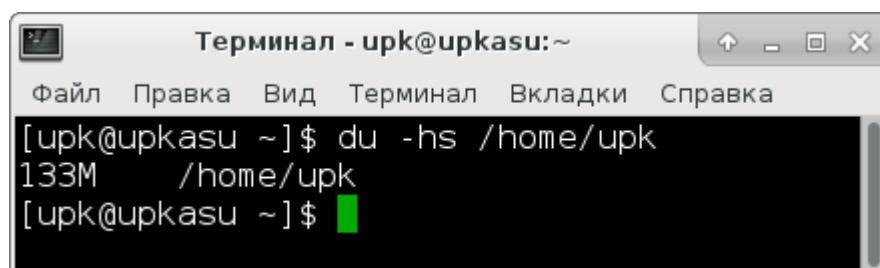 Терминал - upk@upkasu:~
Файл Правка Вид Терминал Вкладки Справка
[upk@upkasu ~]$ du -hs /home/upk
133M    /home/upk
[upk@upkasu ~]$